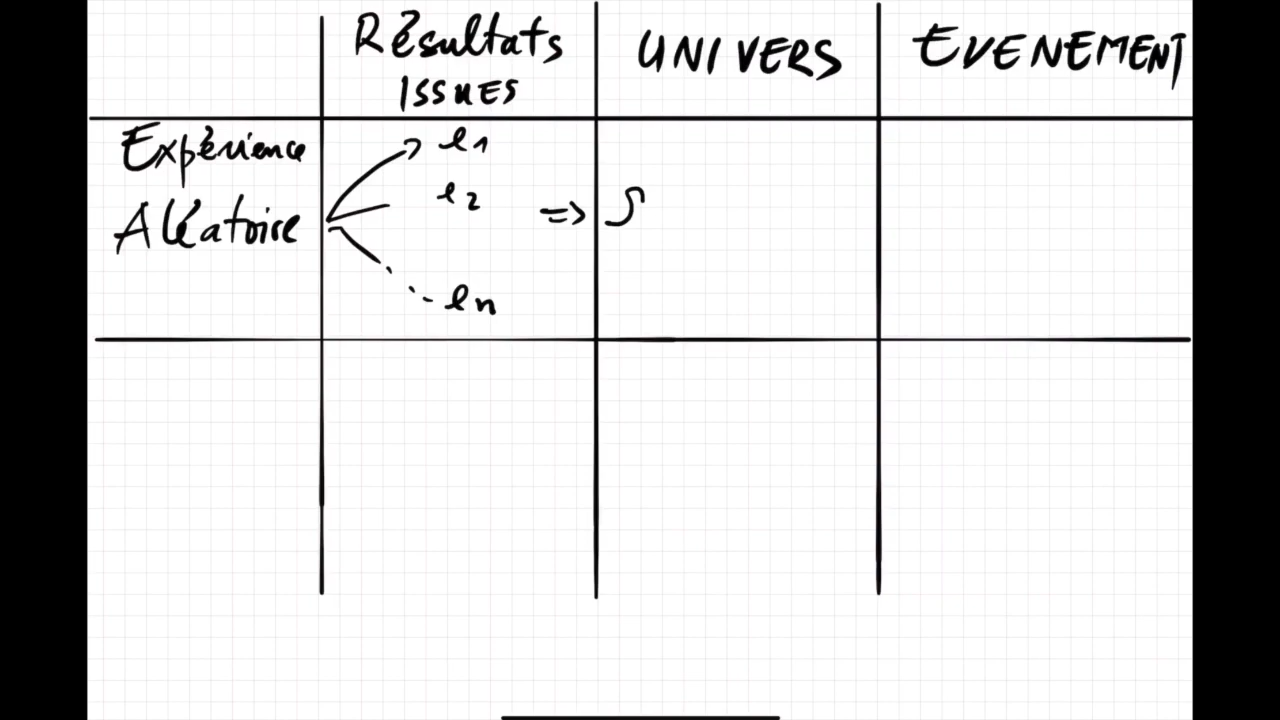 Résultats
ISSUES
UNIVERS
EVENEMENT
Expérience
Aléatoire
e1
e2
en
=>